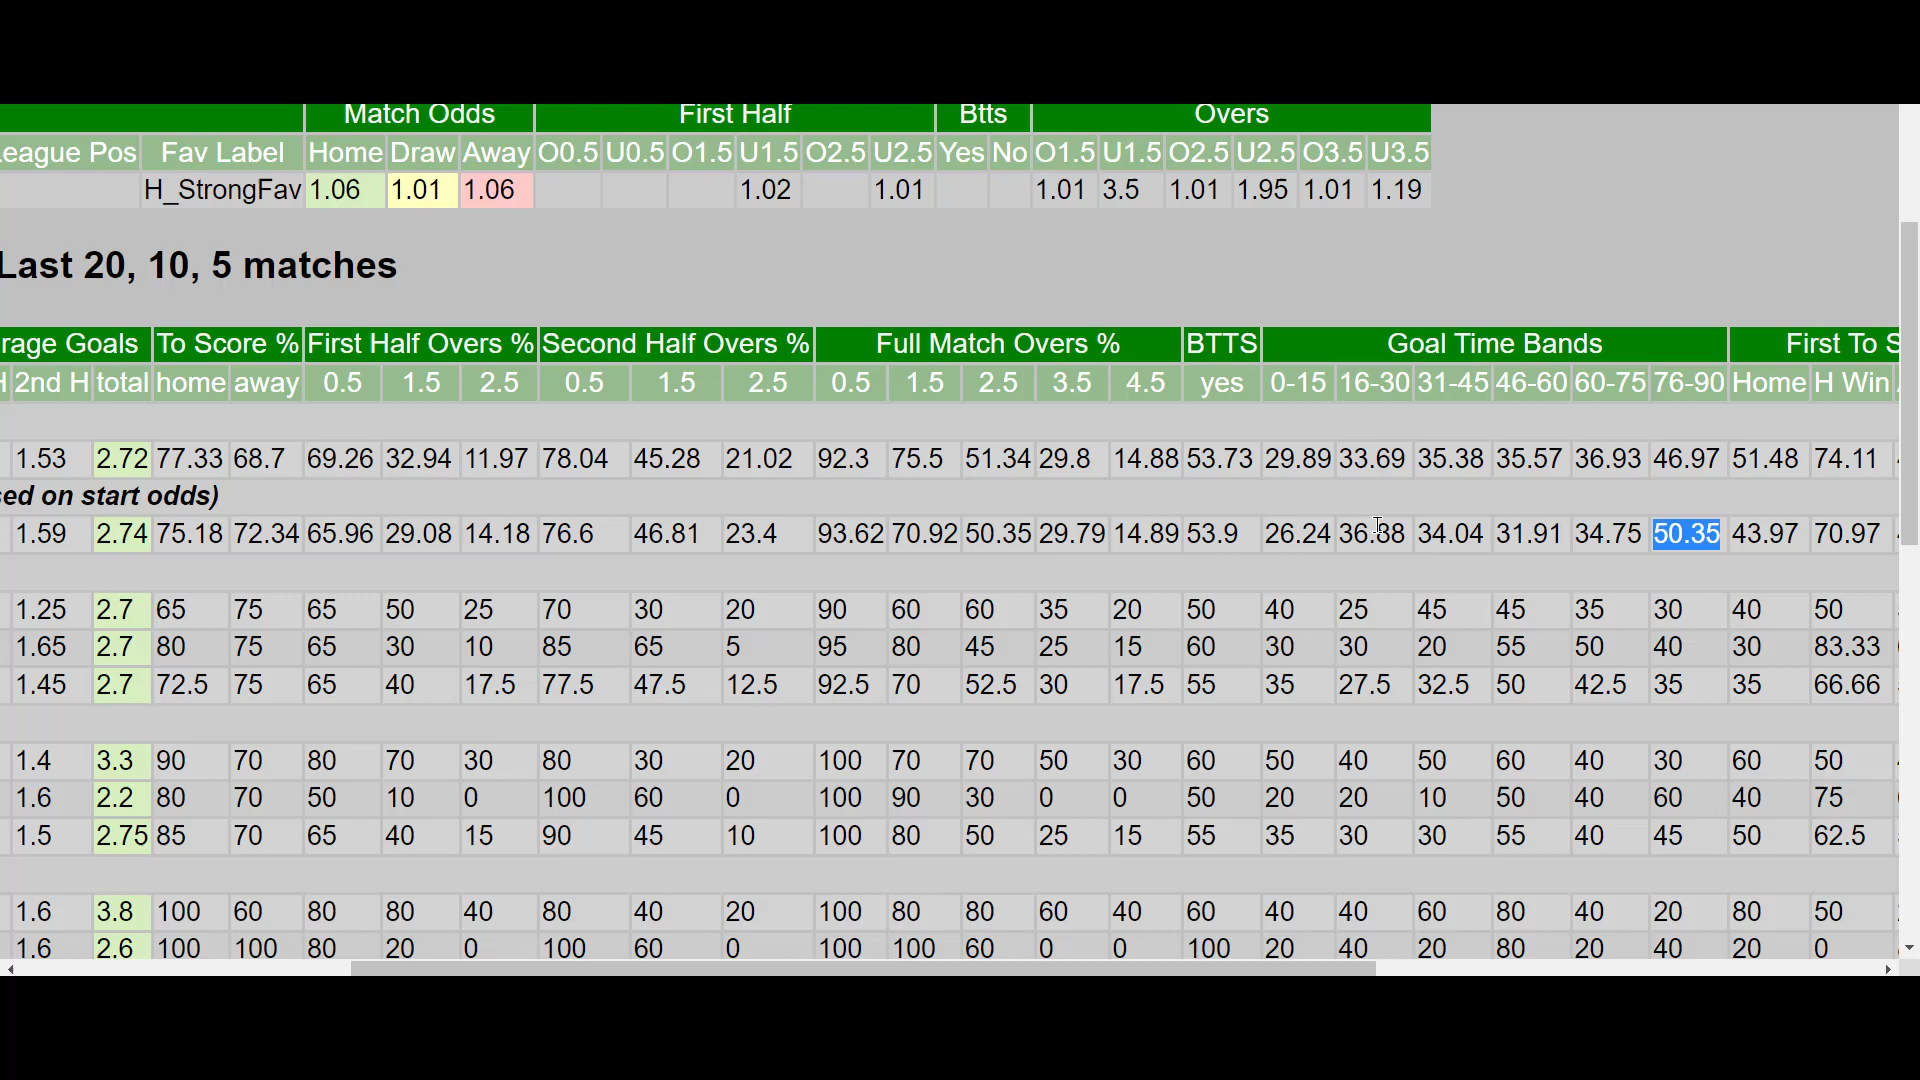 Match Odds First Half Btts Overs
eague Pos Fav Label Home Draw Away O0.5 U0.5 O1.5 U1.5 O2.5 U2.5 Yes No O1.5 U1.5 O2.5 U2.5 O3.5 U3.5
H_StrongFav 1.06 1.01 1.06 1.02 1.01 1.01 3.5 1.01 1.95 1.01 1.19
Last 20, 10, 5 matches
rage Goals To Score % First Half Overs % Second Half Overs % Full Match Overs % BTTS Goal Time Bands First To S
H 2nd H total home away 0.5 1.5 2.5 0.5 1.5 2.5 0.5 1.5 2.5 3.5 4.5 yes 0-15 16-30 31-45 46-60 60-75 76-90 Home H Win
1.53 2.72 77.33 68.7 69.26 32.94 11.97 78.04 45.28 21.02 92.3 75.5 51.34 29.8 14.88 53.73 29.89 33.69 35.38 35.57 36.93 46.97 51.48 74.11
sed on start odds)
1.59 2.74 75.18 72.34 65.96 29.08 14.18 76.6 46.81 23.4 93.62 70.92 50.35 29.79 14.89 53.9 26.24 36.88 34.04 31.91 34.75 50.35 43.97 70.97
1.25 2.7 65 75 65 50 25 70 30 20 90 60 60 35 20 50 40 25 45 45 35 30 40 50
1.65 2.7 80 75 65 30 10 85 65 5 95 80 45 25 15 60 30 30 20 55 50 40 30 83.33
1.45 2.7 72.5 75 65 40 17.5 77.5 47.5 12.5 92.5 70 52.5 30 17.5 55 35 27.5 32.5 50 42.5 35 35 66.66
1.4 3.3 90 70 80 70 30 80 30 20 100 70 70 50 30 60 50 40 50 60 40 30 60 50
1.6 2.2 80 70 50 10 0 100 60 0 100 90 30 0 0 50 20 20 10 50 40 60 40 75
1.5 2.75 85 70 65 40 15 90 45 10 100 80 50 25 15 55 35 30 30 55 40 45 50 62.5
1.6 3.8 100 60 80 80 40 80 40 20 100 80 80 60 40 60 40 40 60 80 40 20 80 50
1.6 2.6 100 100 80 20 0 100 60 0 100 100 60 0 0 100 20 40 20 80 20 40 20 0